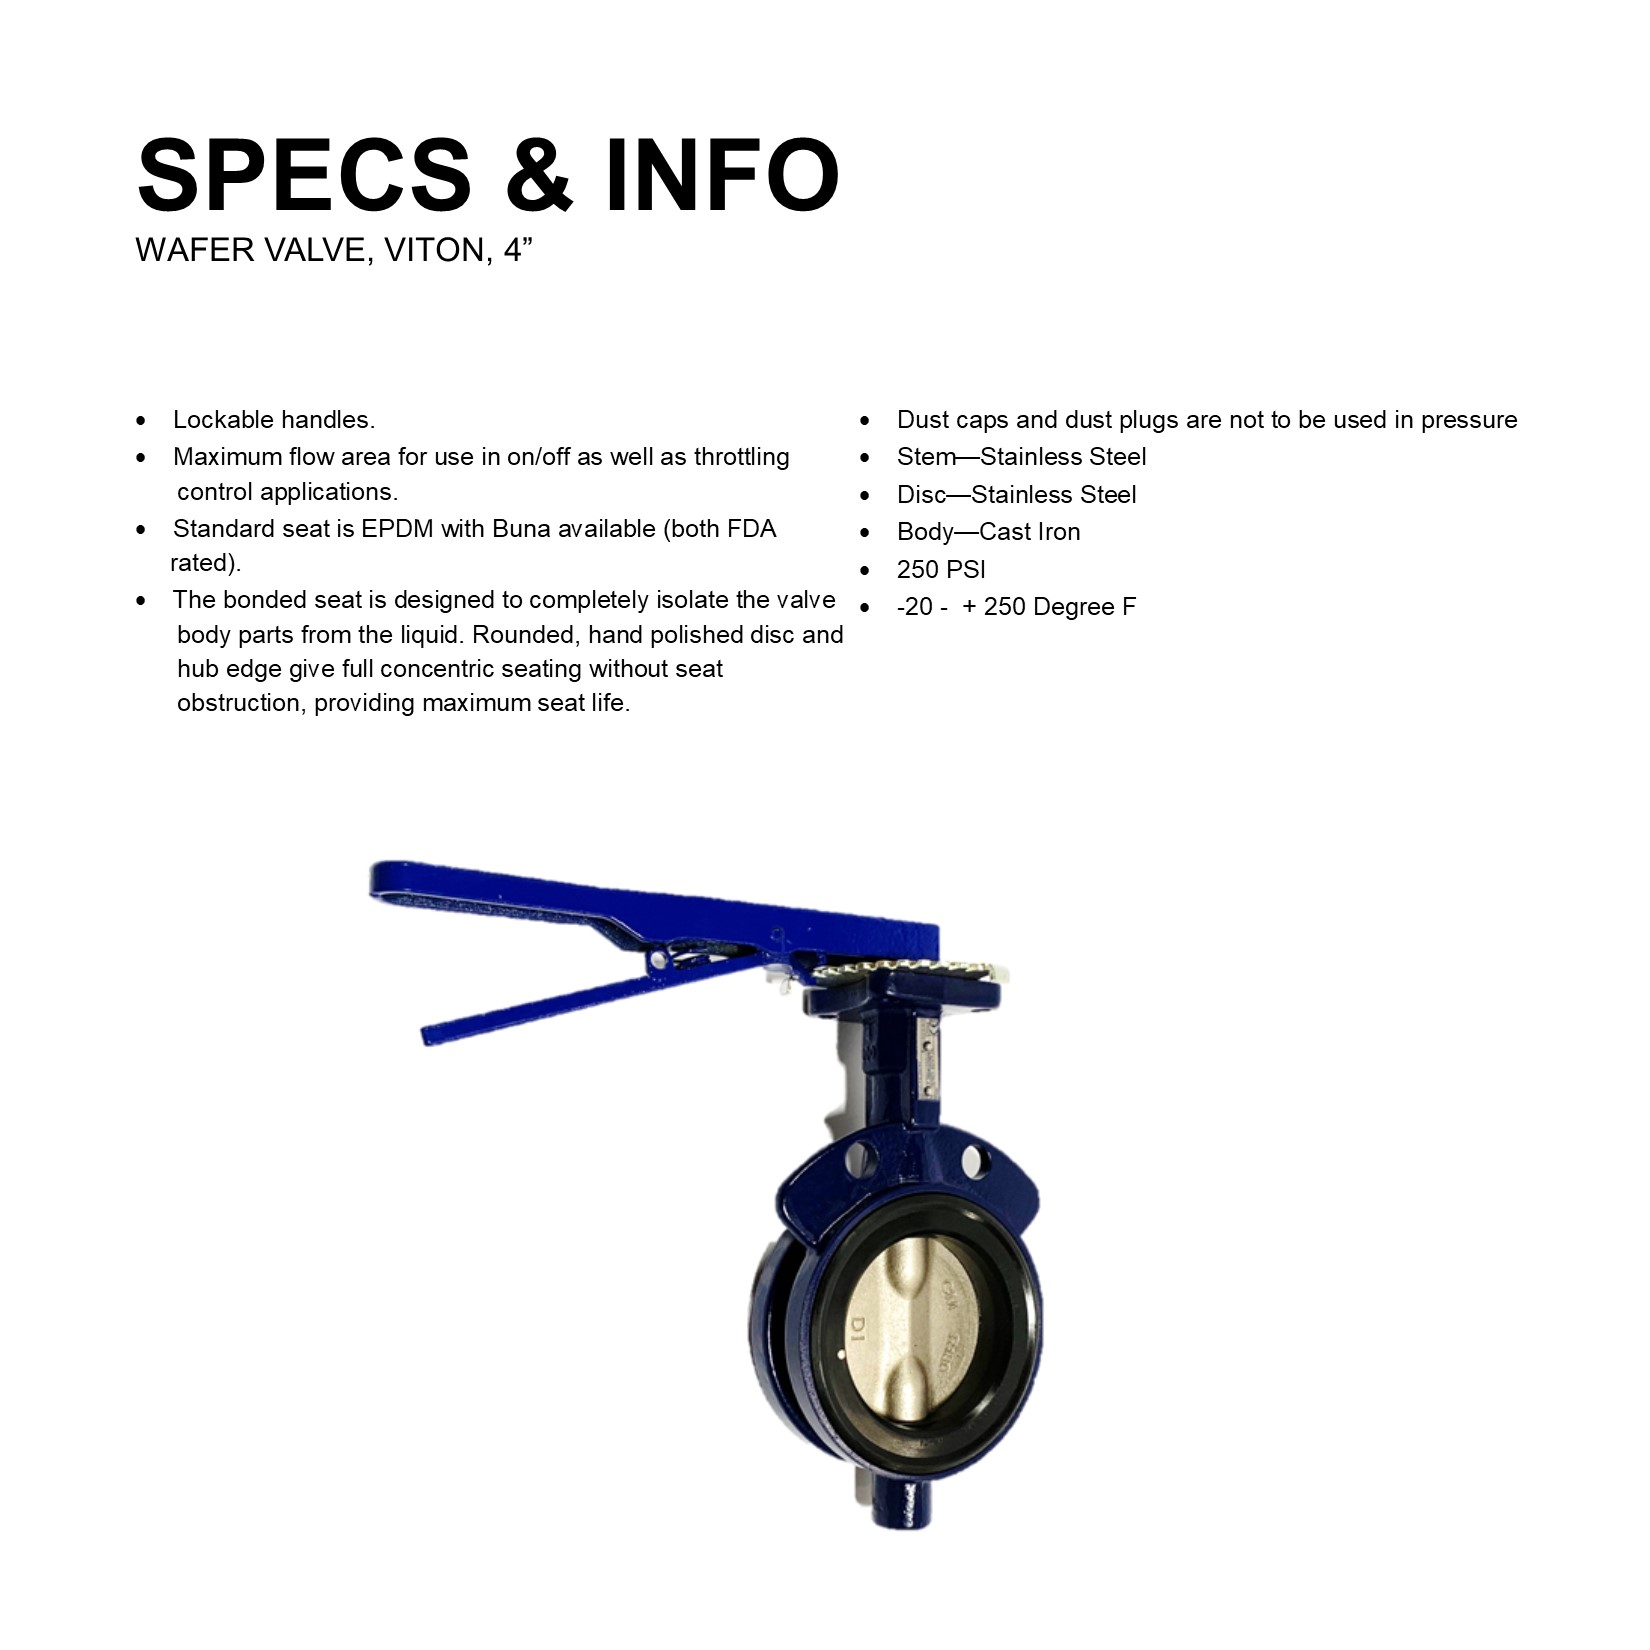 SPECS & INFO
WAFER VALVE, VITON, 4”
• Lockable handles.
• Maximum flow area for use in on/off as well as throttling
control applications.
• Standard seat is EPDM with Buna available (both FDA
rated).
• The bonded seat is designed to completely isolate the valve
body parts from the liquid. Rounded, hand polished disc and
hub edge give full concentric seating without seat
obstruction, providing maximum seat life.
• Dust caps and dust plugs are not to be used in pressure
• Stem—Stainless Steel
• Disc—Stainless Steel
• Body—Cast Iron
• 250 PSI
• -20 - + 250 Degree F
DI